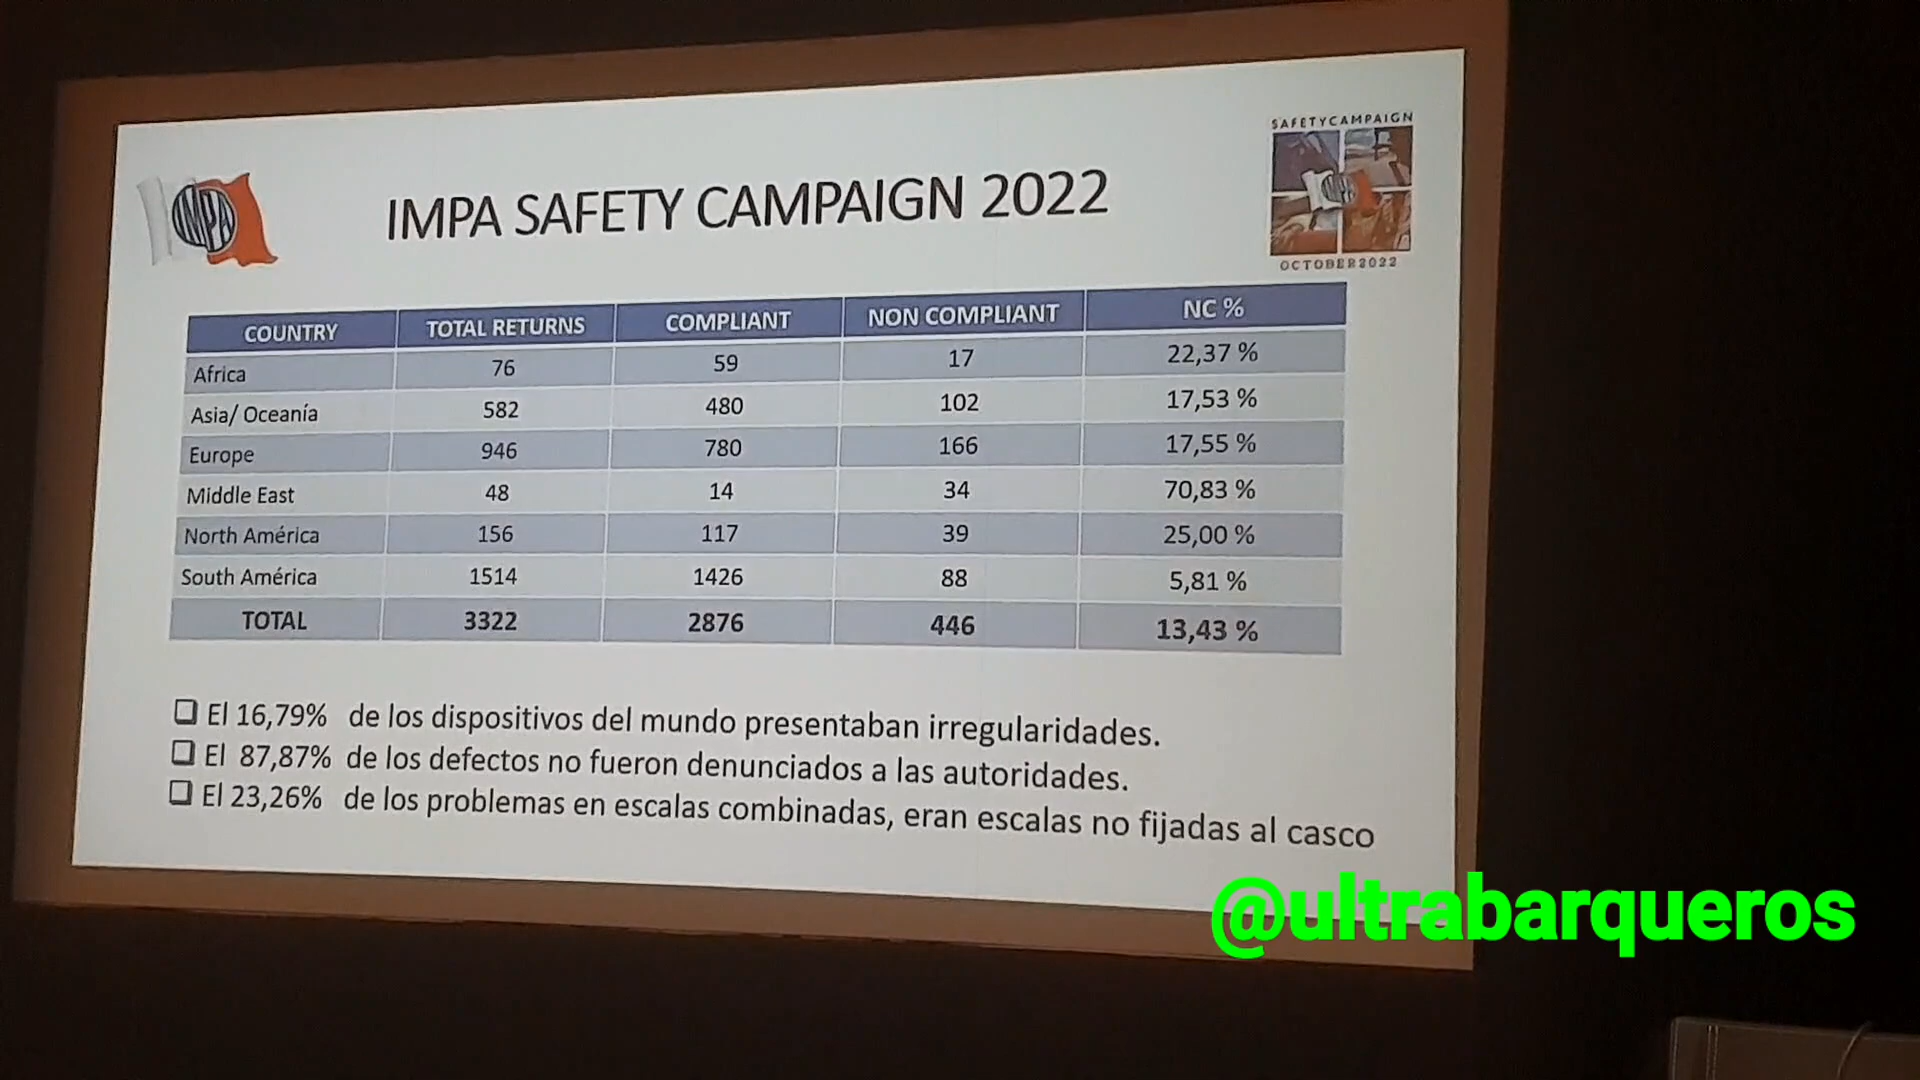 SAFETYCAMPAIGN
IMPA
IMPA SAFETY CAMPAIGN 2022
IMPA
OCTOBER2022
COUNTRY TOTAL RETURNS COMPLIANT NON COMPLIANT NC %
Africa 76 59 17 22,37 %
Asia/ Oceanía 582 480 102 17,53 %
Europe 946 780 166 17,55 %
Middle East 48 14 34 70,83 %
North América 156 117 39 25,00 %
South América 1514 1426 88 5,81 %
TOTAL 3322 2876 446 13,43 %
El 16,79% de los dispositivos del mundo presentaban irregularidades.
El 87,87% de los defectos no fueron denunciados a las autoridades.
El 23,26% de los problemas en escalas combinadas, eran escalas no fijadas al casco
@ultrabarqueros